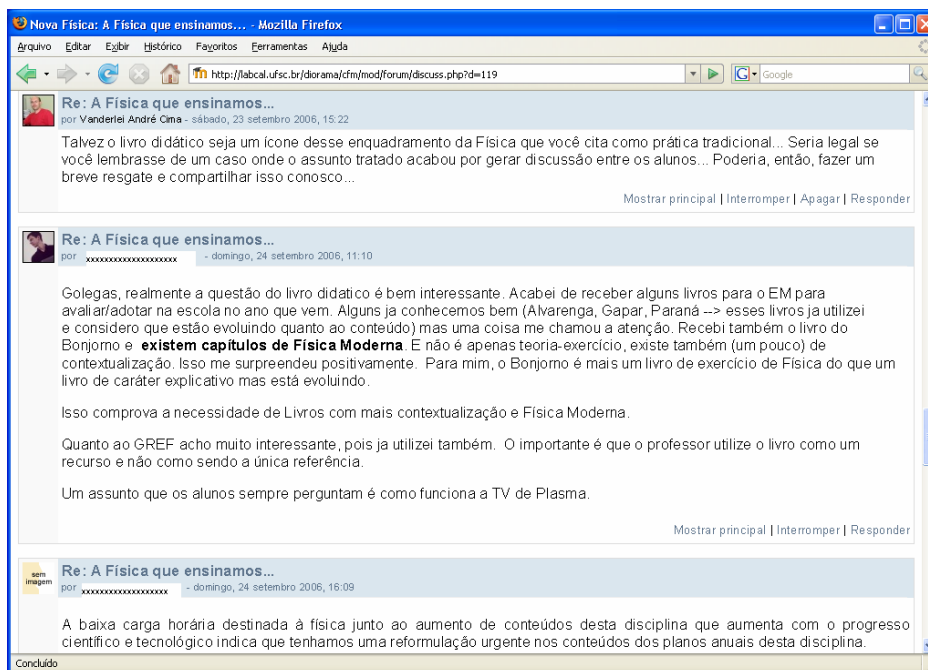 Nova Física: A Física que ensinamos... - Mozilla Firefox
Arquivo Editar Exibir Histórico Favoritos Ferramentas Ajuda
http://labcal.ufsc.br/diorama/cfm/mod/forum/discuss.php?d=119
Google
Re: A Física que ensinamos...
por Vanderlei André Cima - sábado, 23 setembro 2006, 15:22
Talvez o livro didático seja um ícone desse enquadramento da Física que você cita como prática tradicional... Seria legal se
você lembrasse de um caso onde o assunto tratado acabou por gerar discussão entre os alunos... Poderia, então, fazer um
breve resgate e compartilhar isso conosco...
Mostrar principal | Interromper | Apagar | Responder
Re: A Física que ensinamos...
por xxxxxxxxxxxxxxxxxxx - domingo, 24 setembro 2006, 11:10
Golegas, realmente a questão do livro didatico é bem interessante. Acabei de receber alguns livros para o EM para
avaliar/adotar na escola no ano que vem. Alguns ja conhecemos bem (Alvarenga, Gapar, Paraná --> esses livros ja utilizei
e considero que estão evoluindo quanto ao conteúdo) mas uma coisa me chamou a atenção. Recebi também o livro do
Bonjorno e existem capítulos de Física Moderna. E não é apenas teoria-exercício, existe também (um pouco) de
contextualização. Isso me surpreendeu positivamente. Para mim, o Bonjorno é mais um livro de exercício de Física do que um
livro de caráter explicativo mas está evoluindo.
Isso comprova a necessidade de Livros com mais contextualização e Física Moderna.
Quanto ao GREF acho muito interessante, pois ja utilizei também. O importante é que o professor utilize o livro como um
recurso e não como sendo a única referência.
Um assunto que os alunos sempre perguntam é como funciona a TV de Plasma.
Mostrar principal | Interromper | Responder
sem
imagem
Re: A Física que ensinamos...
por xxxxxxxxxxxxxxxxxx - domingo, 24 setembro 2006, 16:09
A baixa carga horária destinada à física junto ao aumento de conteúdos desta disciplina que aumenta com o progresso
científico e tecnológico indica que tenhamos uma reformulação urgente nos conteúdos dos planos anuais desta disciplina.
Concluído